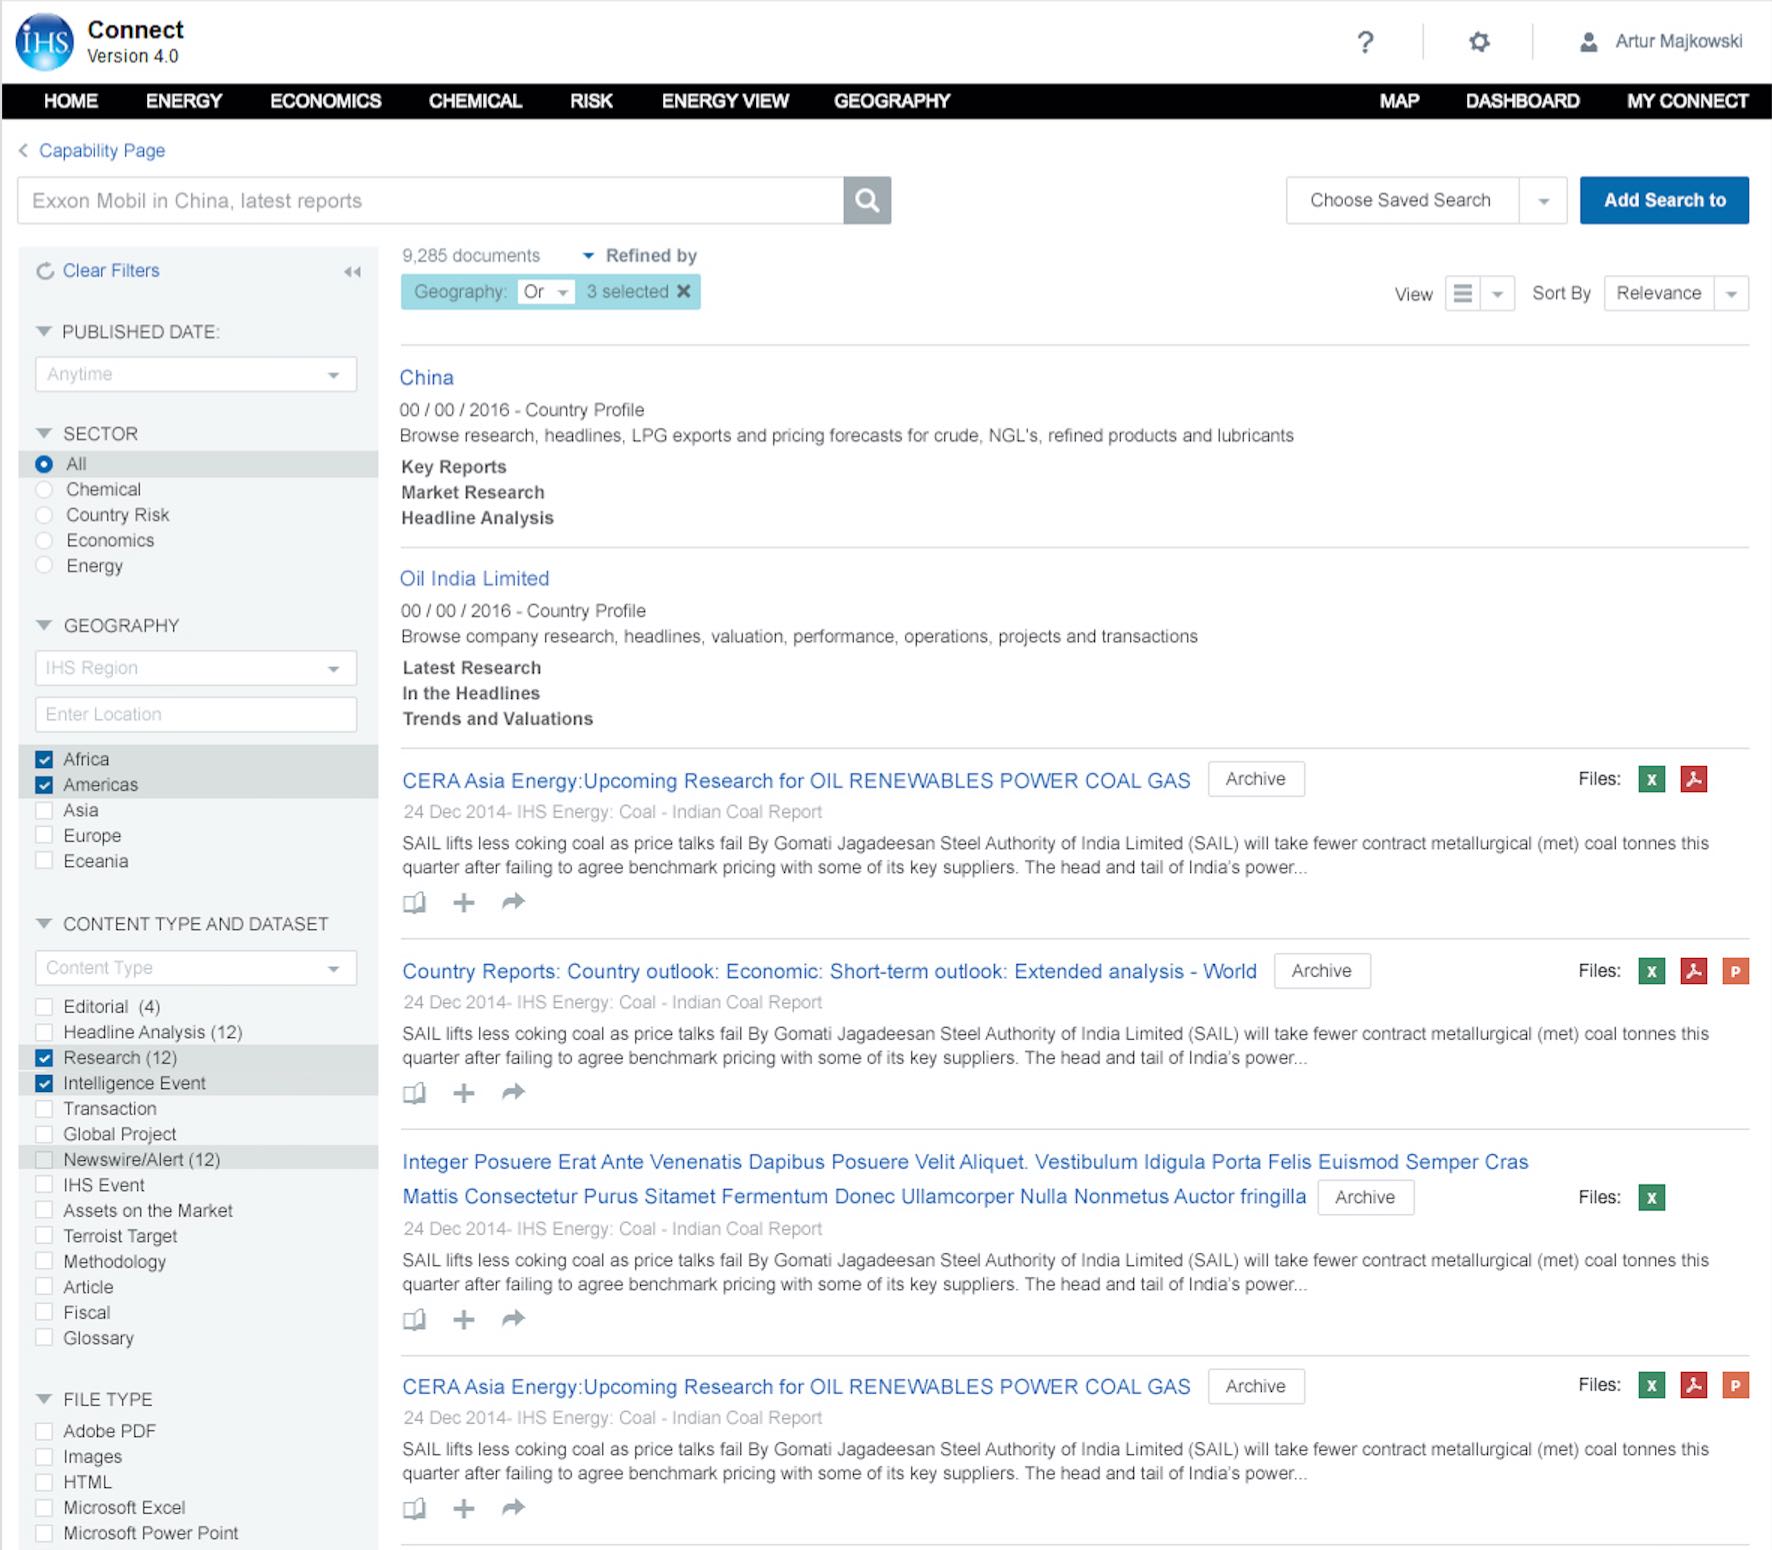 iHS
Connect
Version 4.0
?
Artur Majkowski
HOME ENERGY ECONOMICS CHEMICAL RISK ENERGY VIEW GEOGRAPHY MAP DASHBOARD MY CONNECT
Capability Page
Exxon Mobil in China, latest reports
Choose Saved Search
Add Search to
Clear Filters
PUBLISHED DATE:
Anytime
SECTOR
All
Chemical
Country Risk
Economics
Energy
GEOGRAPHY
IHS Region
Enter Location
Africa
Americas
Asia
Europe
Eceania
CONTENT TYPE AND DATASET
Content Type
Editorial (4)
Headline Analysis (12)
Research (12)
Intelligence Event
Transaction
Global Project
Newswire/Alert (12)
IHS Event
Assets on the Market
Terroist Target
Methodology
Article
Fiscal
Glossary
FILE TYPE
Adobe PDF
Images
HTML
Microsoft Excel
Microsoft Power Point
9,285 documents Refined by
Geography: Or 3 selected
View Sort By Relevance
China
00 / 00 / 2016 - Country Profile
Browse research, headlines, LPG exports and pricing forecasts for crude, NGL's, refined products and lubricants
Key Reports
Market Research
Headline Analysis
Oil India Limited
00 / 00 / 2016 - Country Profile
Browse company research, headlines, valuation, performance, operations, projects and transactions
Latest Research
In the Headlines
Trends and Valuations
CERA Asia Energy:Upcoming Research for OIL RENEWABLES POWER COAL GAS Archive Files: X
24 Dec 2014- IHS Energy: Coal - Indian Coal Report
SAIL lifts less coking coal as price talks fail By Gomati Jagadeesan Steel Authority of India Limited (SAIL) will take fewer contract metallurgical (met) coal tonnes this
quarter after failing to agree benchmark pricing with some of its key suppliers. The head and tail of India's power...
Country Reports: Country outlook: Economic: Short-term outlook: Extended analysis - World Archive Files: X P
24 Dec 2014- IHS Energy: Coal - Indian Coal Report
SAIL lifts less coking coal as price talks fail By Gomati Jagadeesan Steel Authority of India Limited (SAIL) will take fewer contract metallurgical (met) coal tonnes this
quarter after failing to agree benchmark pricing with some of its key suppliers. The head and tail of India's power...
Integer Posuere Erat Ante Venenatis Dapibus Posuere Velit Aliquet. Vestibulum Idigula Porta Felis Euismod Semper Cras
Mattis Consectetur Purus Sitamet Fermentum Donec Ullamcorper Nulla Nonmetus Auctor fringilla Archive Files: X
24 Dec 2014- IHS Energy: Coal - Indian Coal Report
SAIL lifts less coking coal as price talks fail By Gomati Jagadeesan Steel Authority of India Limited (SAIL) will take fewer contract metallurgical (met) coal tonnes this
quarter after failing to agree benchmark pricing with some of its key suppliers. The head and tail of India's power...
CERA Asia Energy:Upcoming Research for OIL RENEWABLES POWER COAL GAS Archive Files: X P
24 Dec 2014- IHS Energy: Coal - Indian Coal Report
SAIL lifts less coking coal as price talks fail By Gomati Jagadeesan Steel Authority of India Limited (SAIL) will take fewer contract metallurgical (met) coal tonnes this
quarter after failing to agree benchmark pricing with some of its key suppliers. The head and tail of India's power...